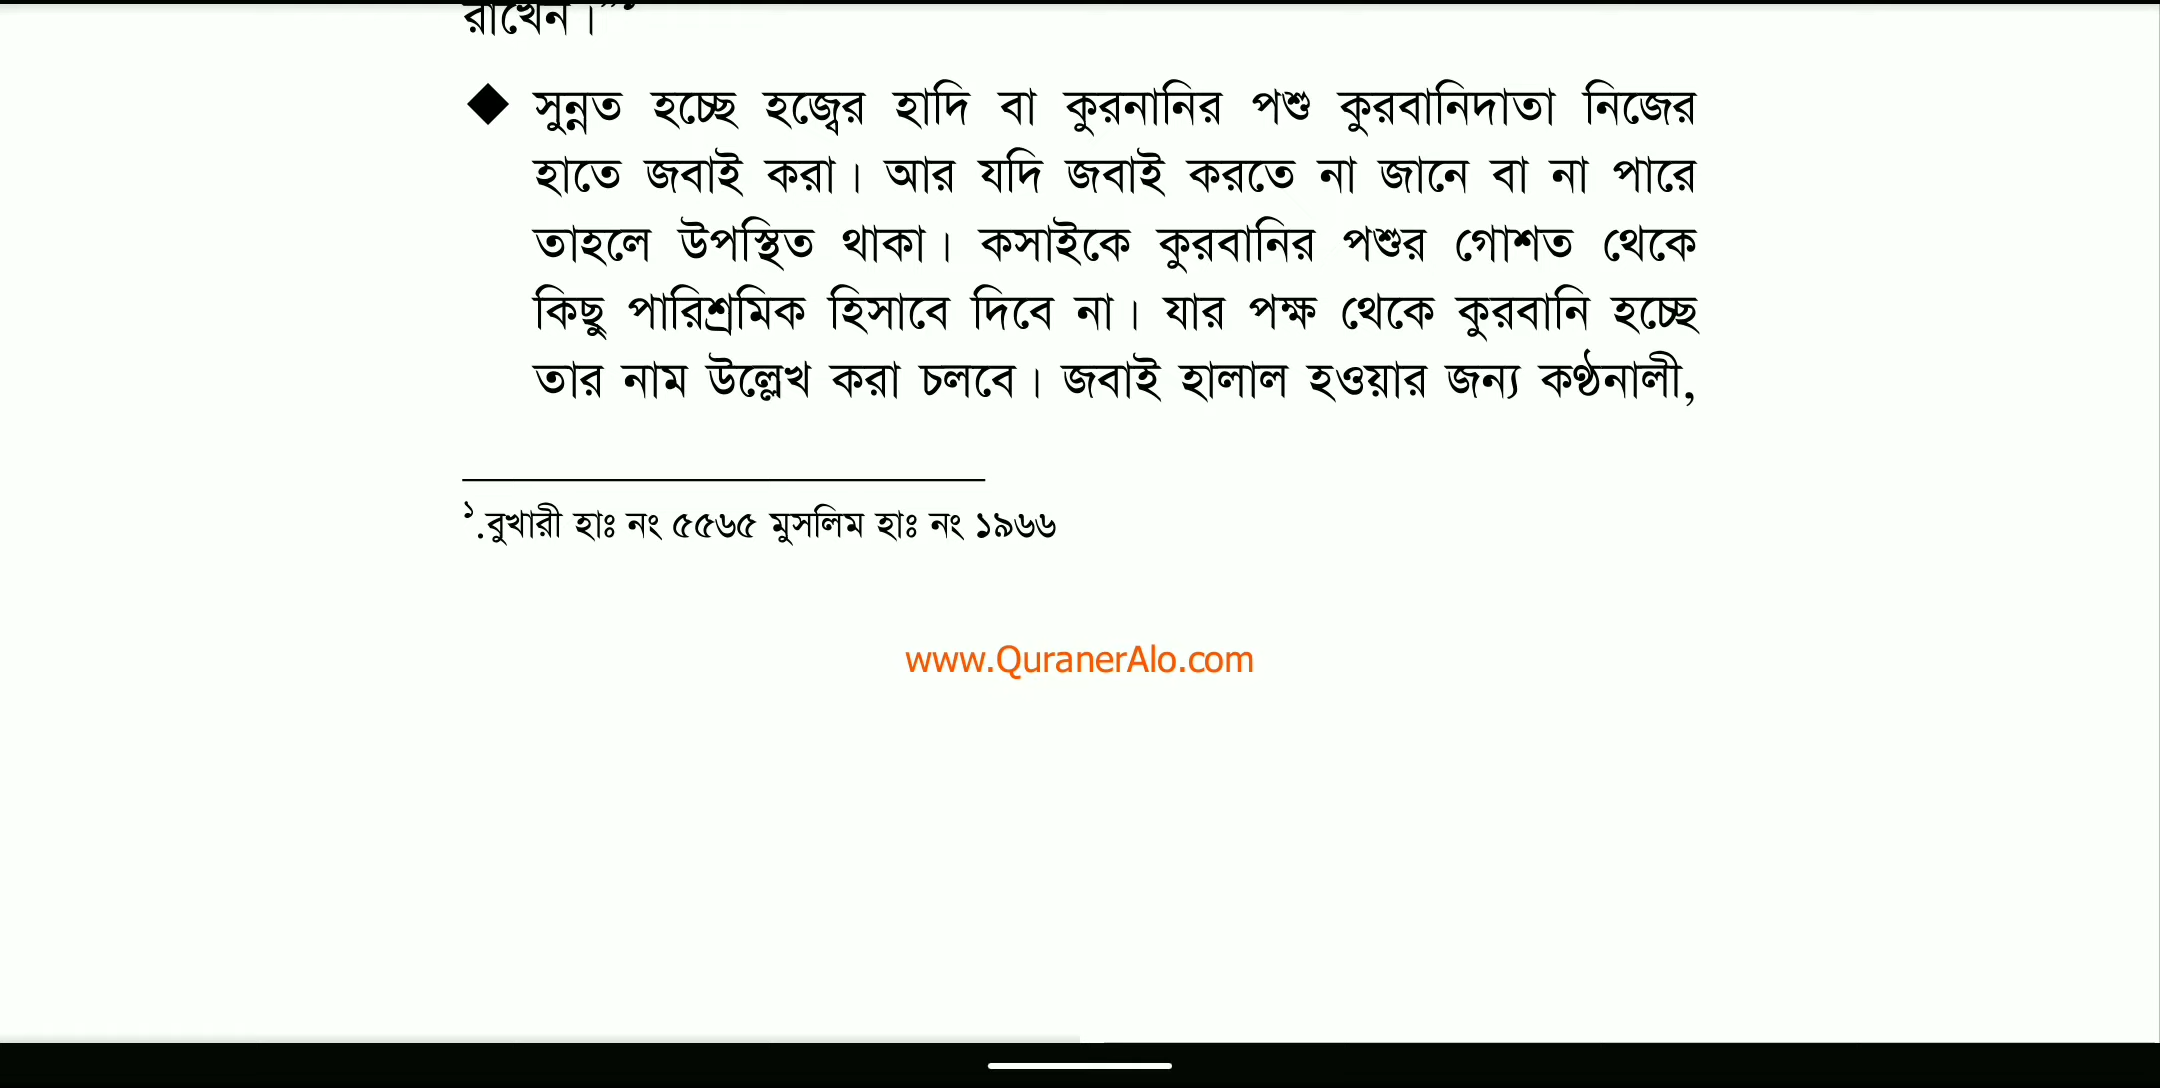 রাখেন।”১
◆ সুন্নত হচ্ছে হজ্বের হাদি বা কুরনানির পশু কুরবানিদাতা নিজের
হাতে জবাই করা। আর যদি জবাই করতে না জানে বা না পারে
তাহলে উপস্থিত থাকা। কসাইকে কুরবানির পশুর গোশত থেকে
কিছু পারিশ্রমিক হিসাবে দিবে না। যার পক্ষ থেকে কুরবানি হচ্ছে
তার নাম উল্লেখ করা চলবে। জবাই হালাল হওয়ার জন্য কণ্ঠনালী,
১.বুখারী হাঃ নং ৫৫৬৫ মুসলিম হাঃ নং ১৯৬৬
www.QuranerAlo.com